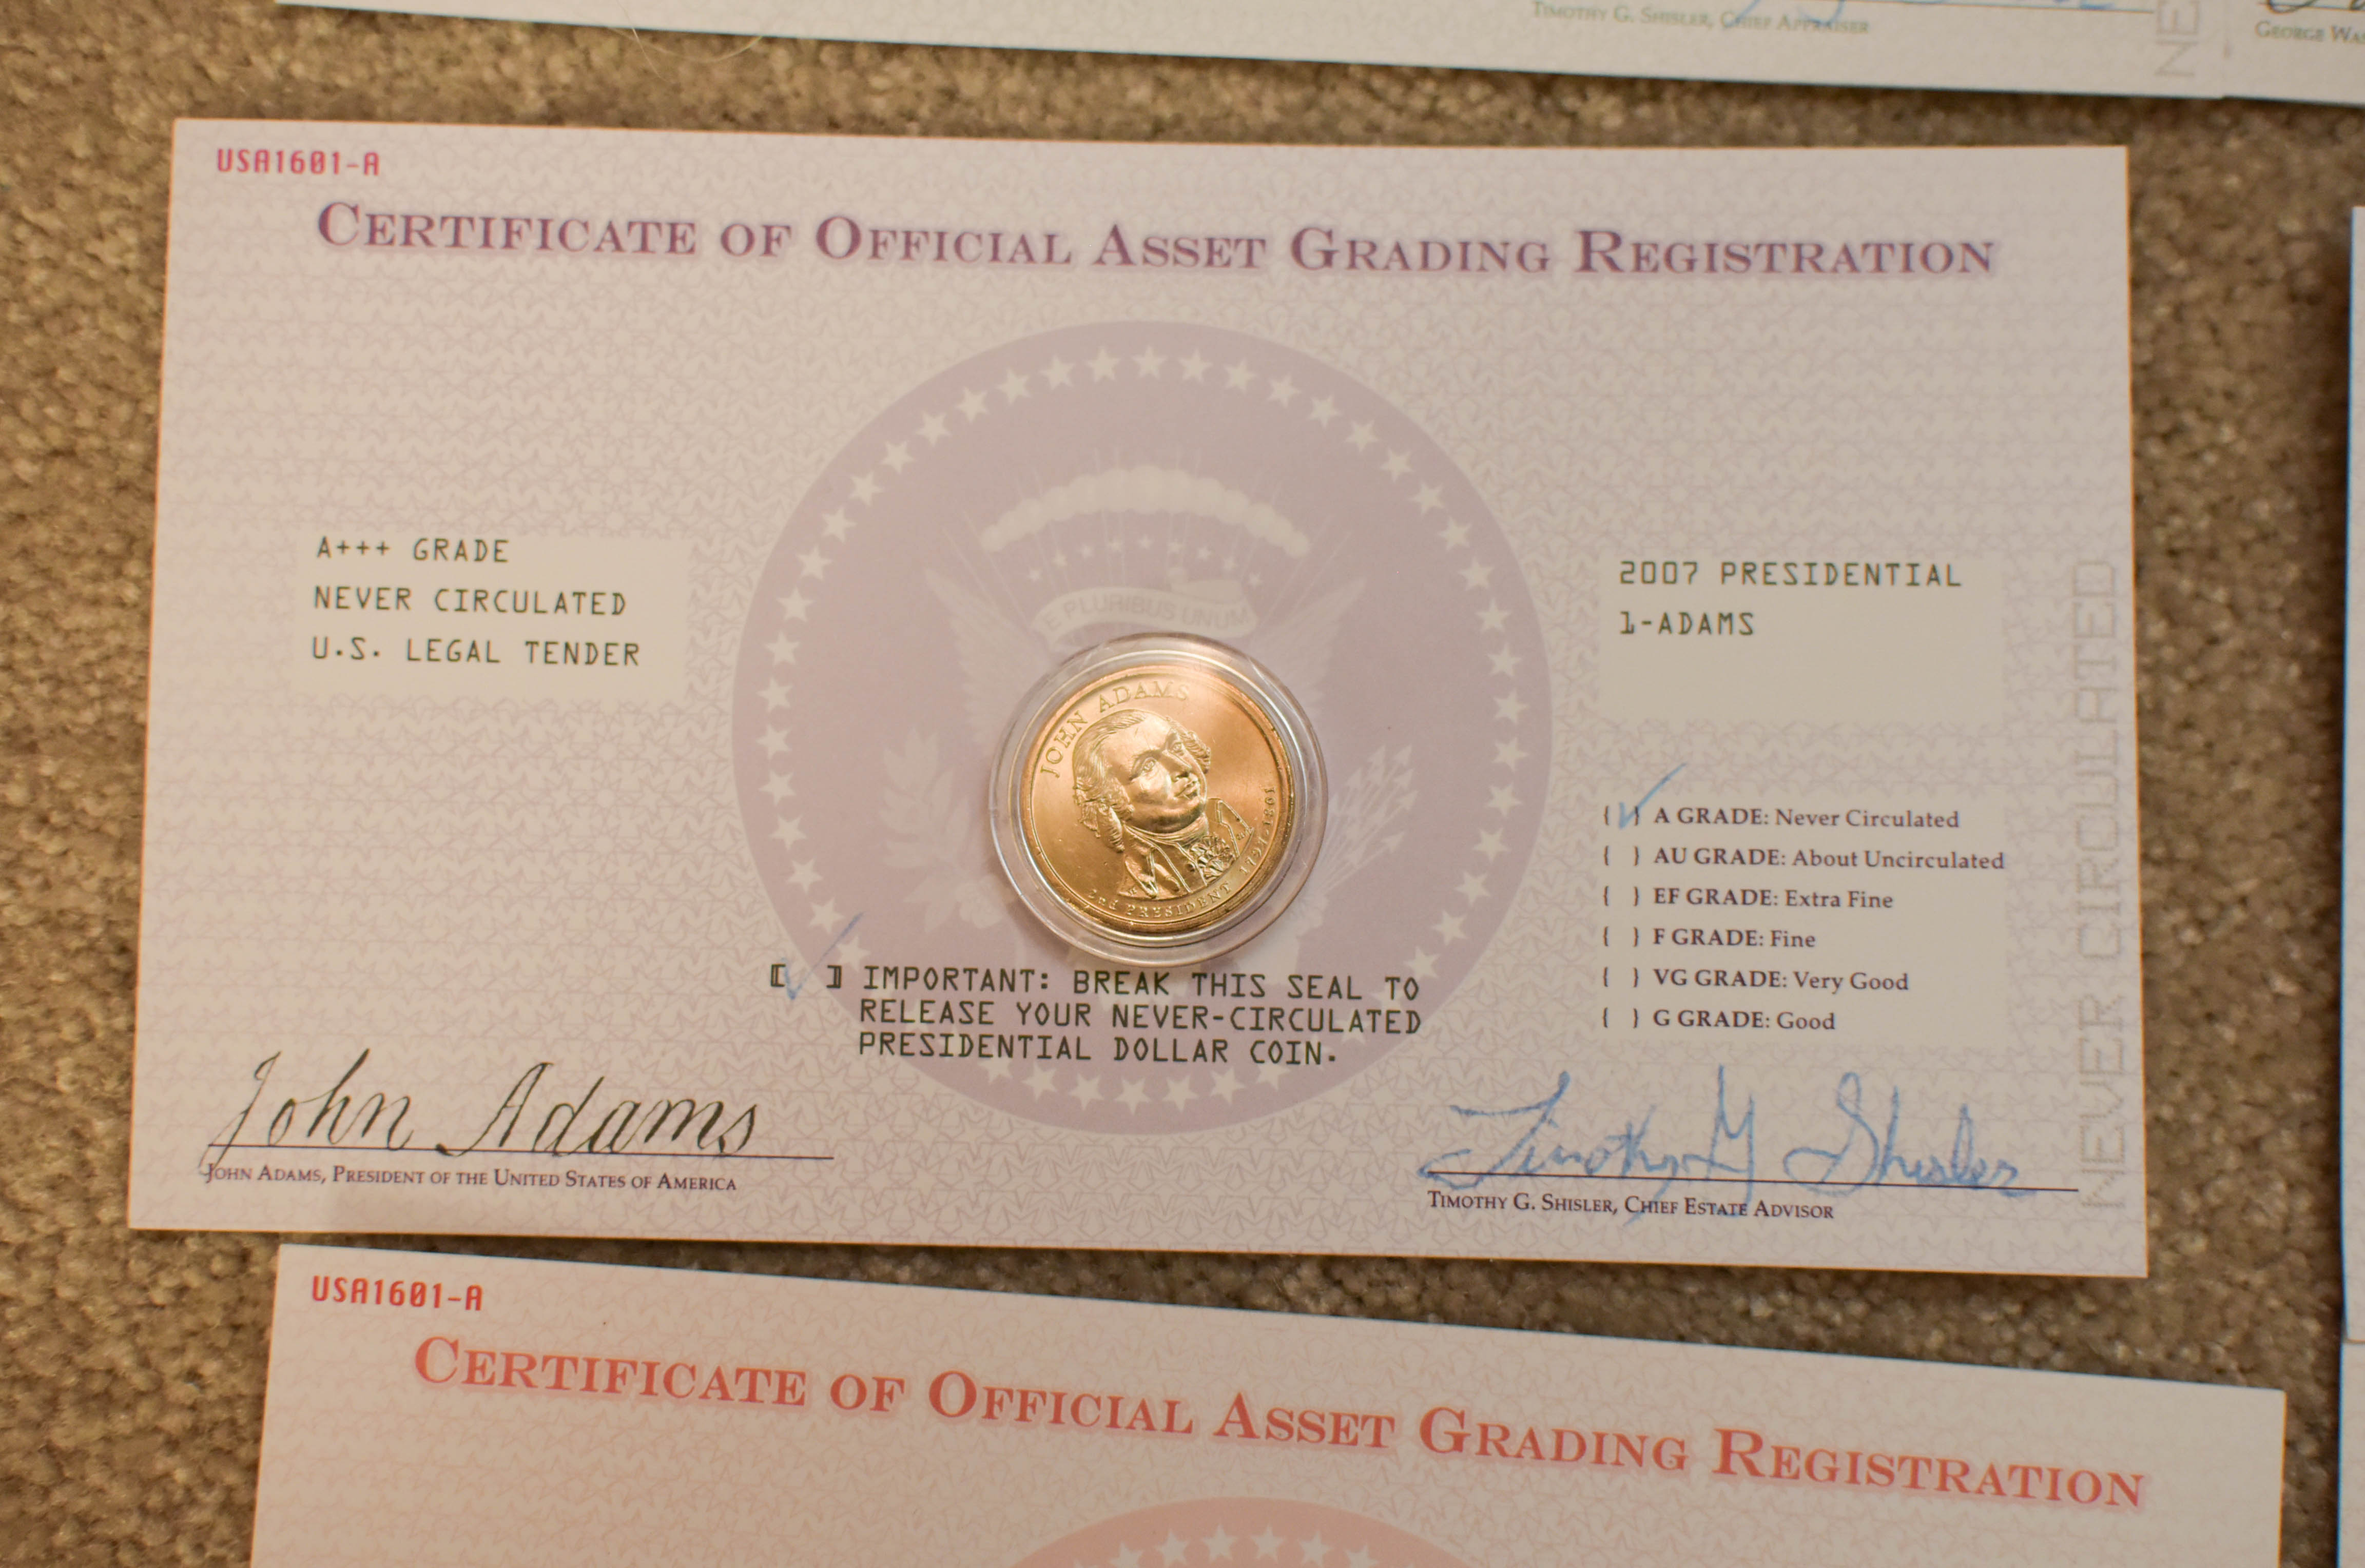 TIMOTHY G. SHISLER, CHIEF APPRAISER
GEORGE
NE
USA1601-A
CERTIFICATE OF OFFICIAL ASSET GRADING REGISTRATION
A+++ GRADE
NEVER CIRCULATED
U.S. LEGAL TENDER
E PLURIBUS UNUM
2007 PRESIDENTIAL
1-ADAMS
JOHN ADAMS
2nd PRESIDENT 1797-1801
{ ✓ } A GRADE: Never Circulated
{ } AU GRADE: About Uncirculated
{ } EF GRADE: Extra Fine
{ } F GRADE: Fine
{ } VG GRADE: Very Good
{ } G GRADE: Good
NEVER CIRCULATED
[ ✓ ] IMPORTANT: BREAK THIS SEAL TO
RELEASE YOUR NEVER-CIRCULATED
PRESIDENTIAL DOLLAR COIN.
John Adams
JOHN ADAMS, PRESIDENT OF THE UNITED STATES OF AMERICA
Timothy G Shisler
TIMOTHY G. SHISLER, CHIEF ESTATE ADVISOR
USA1601-A
CERTIFICATE OF OFFICIAL ASSET GRADING REGISTRATION